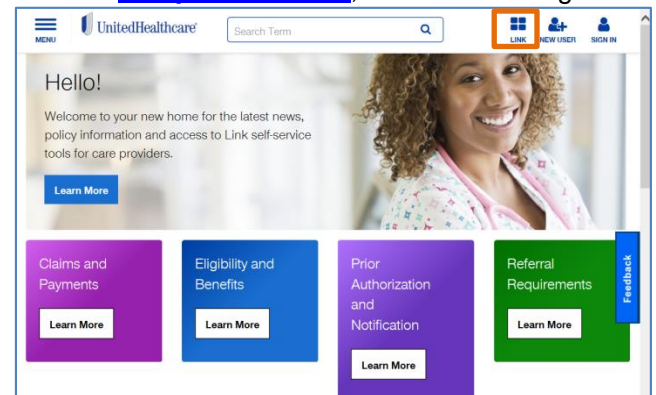 MENU
UnitedHealthcare
Search Term
LINK
NEW USER
SIGN IN
Hello!
Welcome to your new home for the latest news,
policy information and access to Link self-service
tools for care providers.
Learn More
Claims and
Payments
Learn More
Eligibility and
Benefits
Learn More
Prior
Authorization
and
Notification
Learn More
Referral
Requirements
Learn More
Feedback